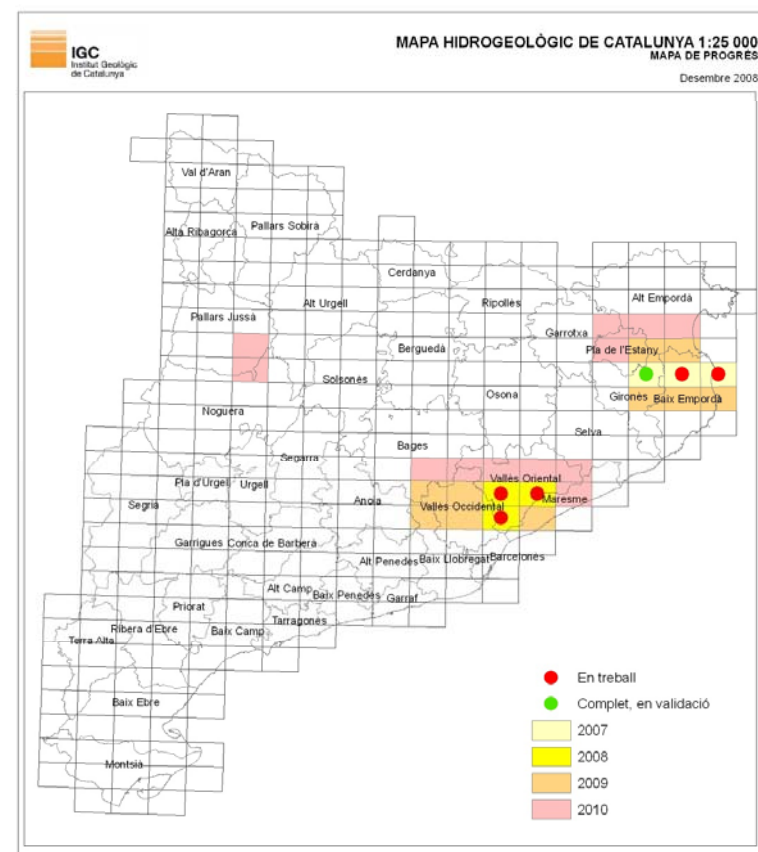 IGC
Institut Geològic
de Catalunya
MAPA HIDROGEOLÒGIC DE CATALUNYA 1:25 000
MAPA DE PROGRÉS
Desembre 2008
Val d'Aran
Alta Ribagorça
Pallars Sobirà
Cerdanya
Alt Urgell
Ripollès
Alt Empordà
Pallars Jussà
Garrotxa
Berguedà
Pla de l'Estany
Solsonès
Osona
Gironès
Baix Empordà
Noguera
Selva
Bages
Segarra
Vallès Oriental
Pla d'Urgell
Urgell
Anoia
Maresme
Segrià
Vallès Occidental
Garrigues
Conca de Barberà
Alt Penedes
Baix Llobregat
Barcelonès
Alt Camp
Baix Penedès
Garraf
Priorat
Tarragonès
Ribera d'Ebre
Baix Camp
Terra Alta
Baix Ebre
Montsià
En treball
Complet, en validació
2007
2008
2009
2010